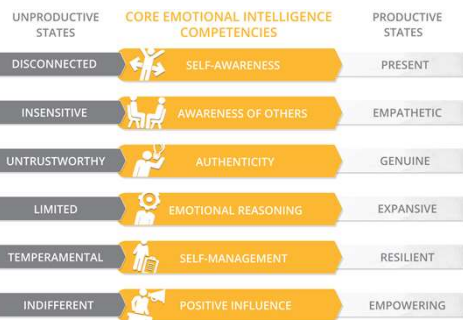 UNPRODUCTIVE
STATES
CORE EMOTIONAL INTELLIGENCE
COMPETENCIES
PRODUCTIVE
STATES
DISCONNECTED
SELF-AWARENESS
PRESENT
INSENSITIVE
AWARENESS OF OTHERS
EMPATHETIC
UNTRUSTWORTHY
AUTHENTICITY
GENUINE
LIMITED
EMOTIONAL REASONING
EXPANSIVE
TEMPERAMENTAL
SELF-MANAGEMENT
RESILIENT
INDIFFERENT
POSITIVE INFLUENCE
EMPOWERING